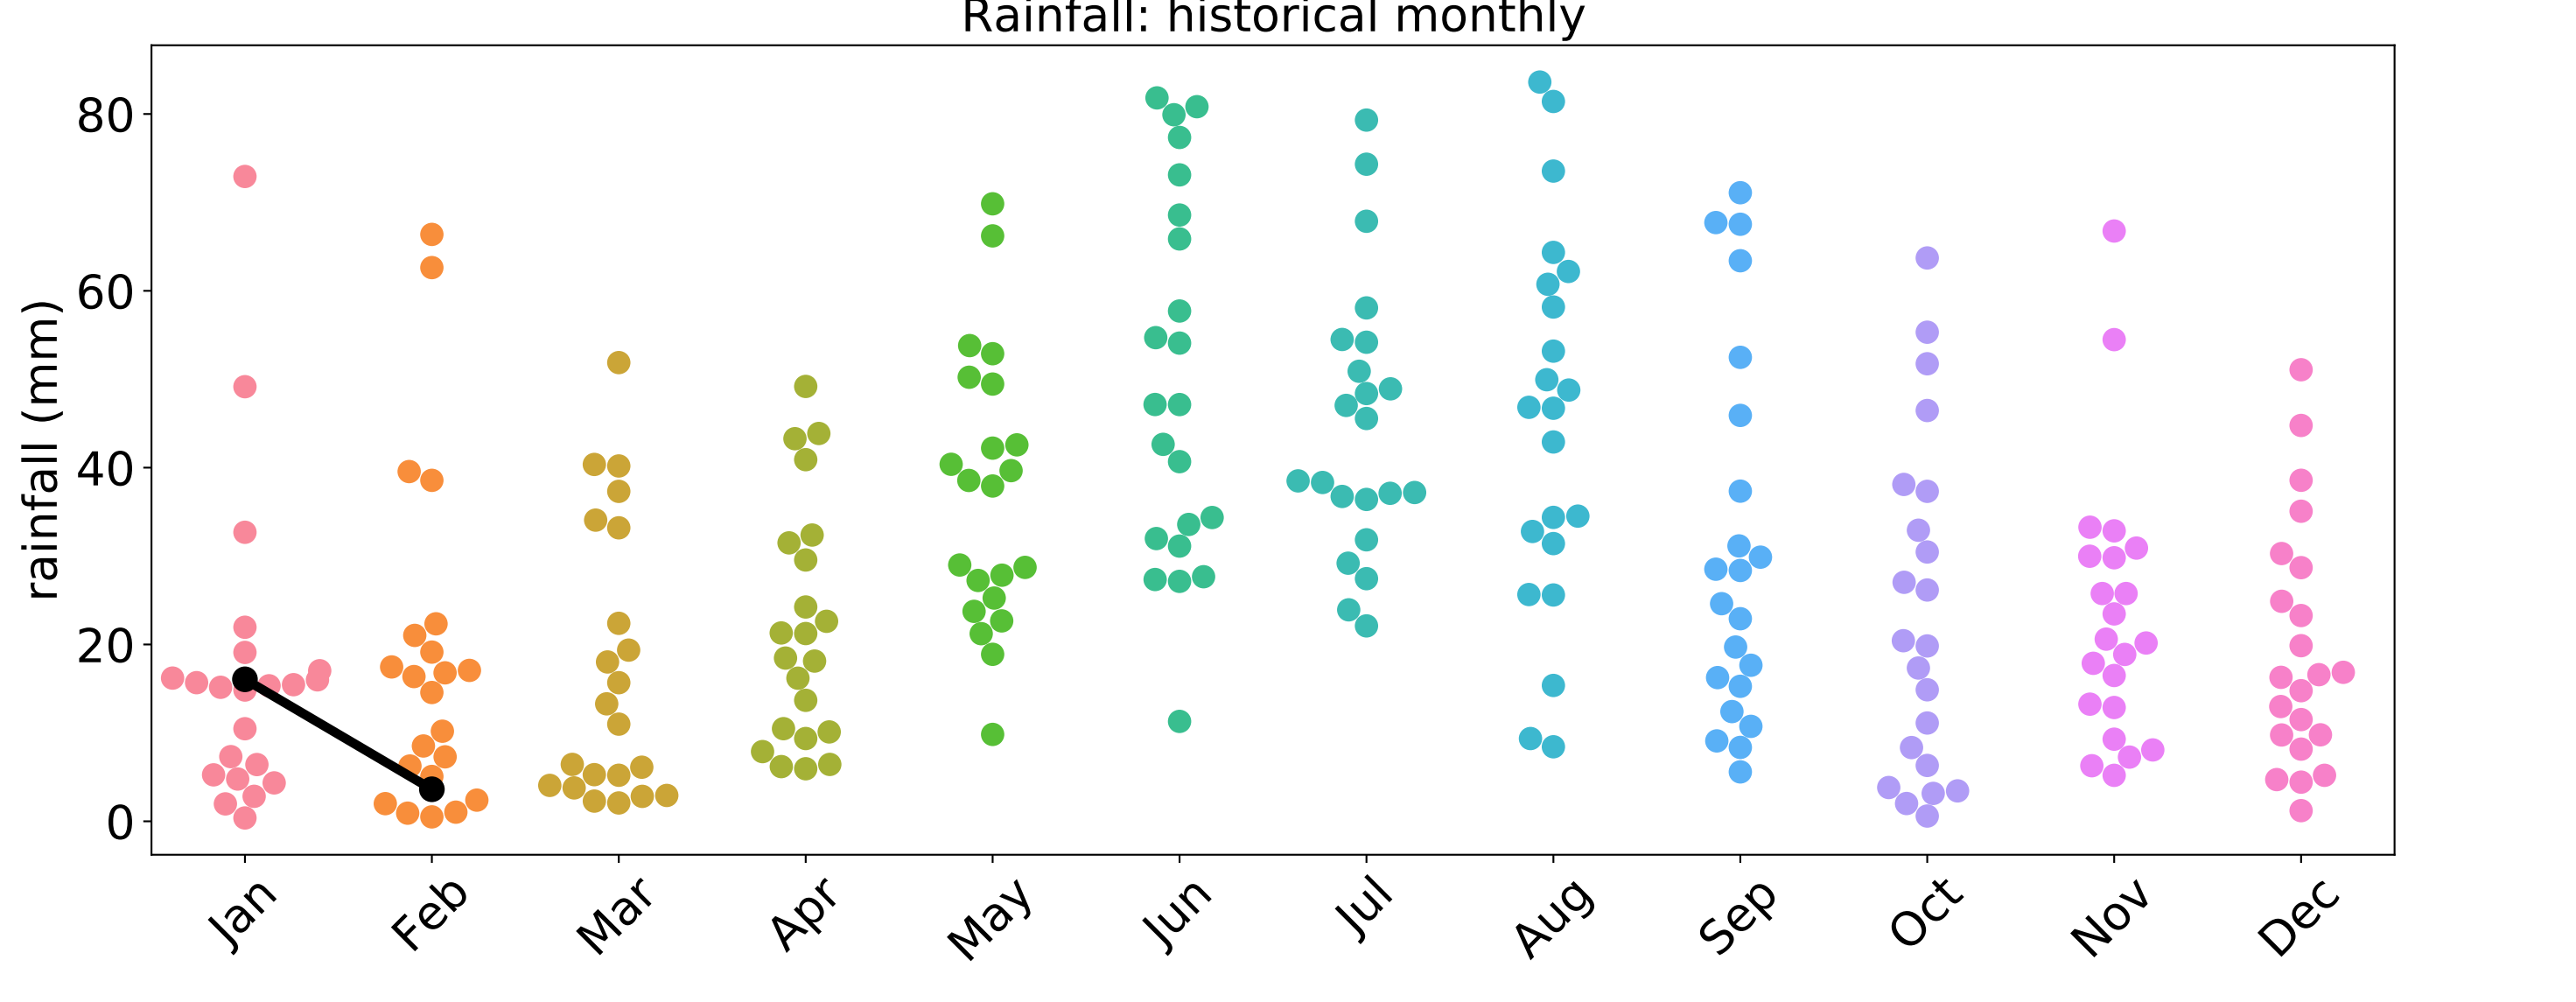 Rainfall: historical monthly
rainfall (mm)
80
60
40
20
0
Jan
Feb
Mar
Apr
May
Jun
Jul
Aug
Sep
Oct
Nov
Dec